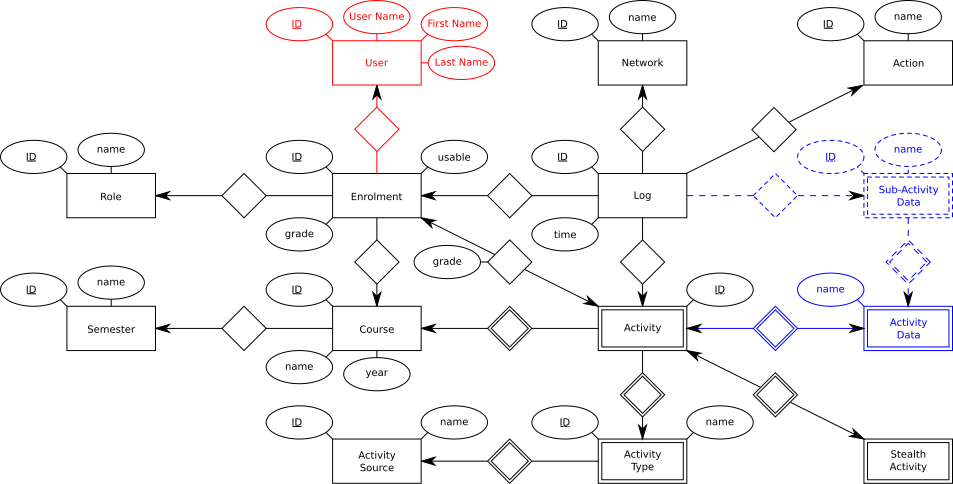 User Name
ID
First Name
ID
name
ID
name
User
Last Name
Network
Action
name
ID
ID
usable
ID
name
ID
Role
Enrolment
Log
Sub-Activity
Data
grade
time
grade
name
ID
ID
ID
name
Semester
Course
Activity
Activity
Data
name
year
ID
name
ID
name
Activity
Source
Activity
Type
Stealth
Activity